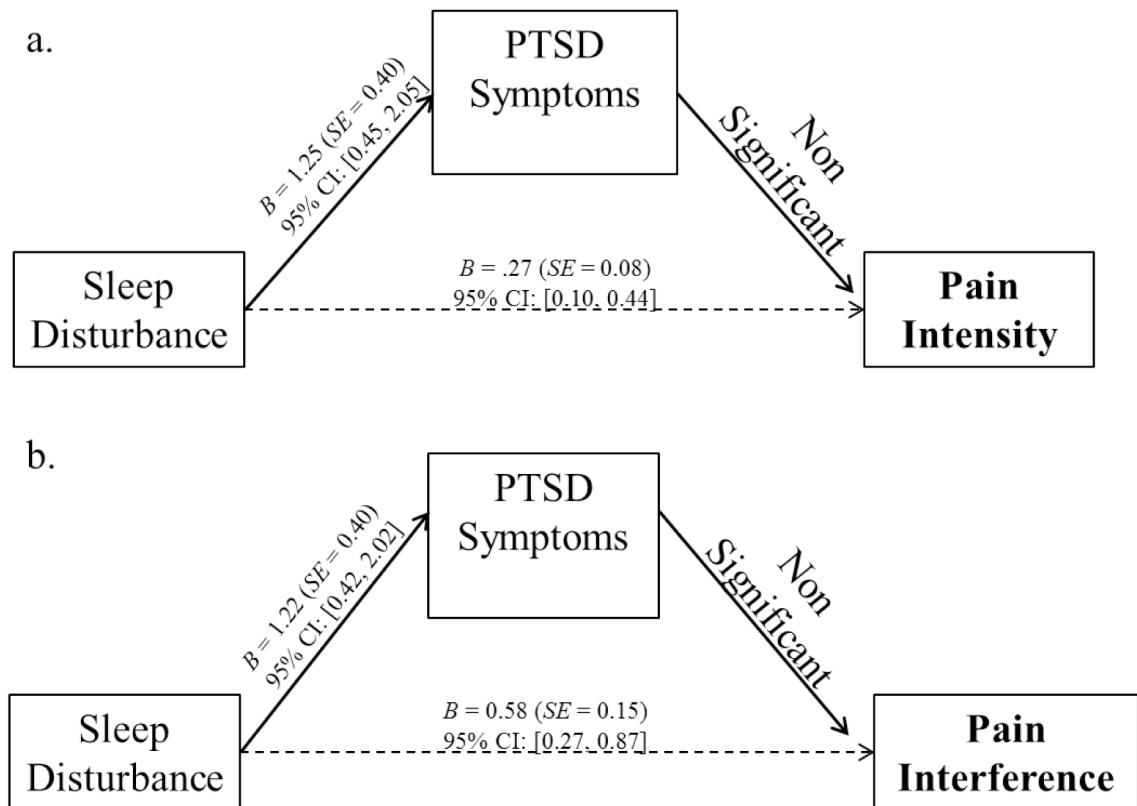 a.
PTSD
Symptoms
B = 1.25 (SE = 0.40)
95% CI: [0.45, 2.05]
Non
Significant
Sleep
Disturbance
B = .27 (SE = 0.08)
95% CI: [0.10, 0.44]
Pain
Intensity
b.
PTSD
Symptoms
B = 1.22 (SE = 0.40)
95% CI: [0.42, 2.02]
Non
Significant
Sleep
Disturbance
B = 0.58 (SE = 0.15)
95% CI: [0.27, 0.87]
Pain
Interference